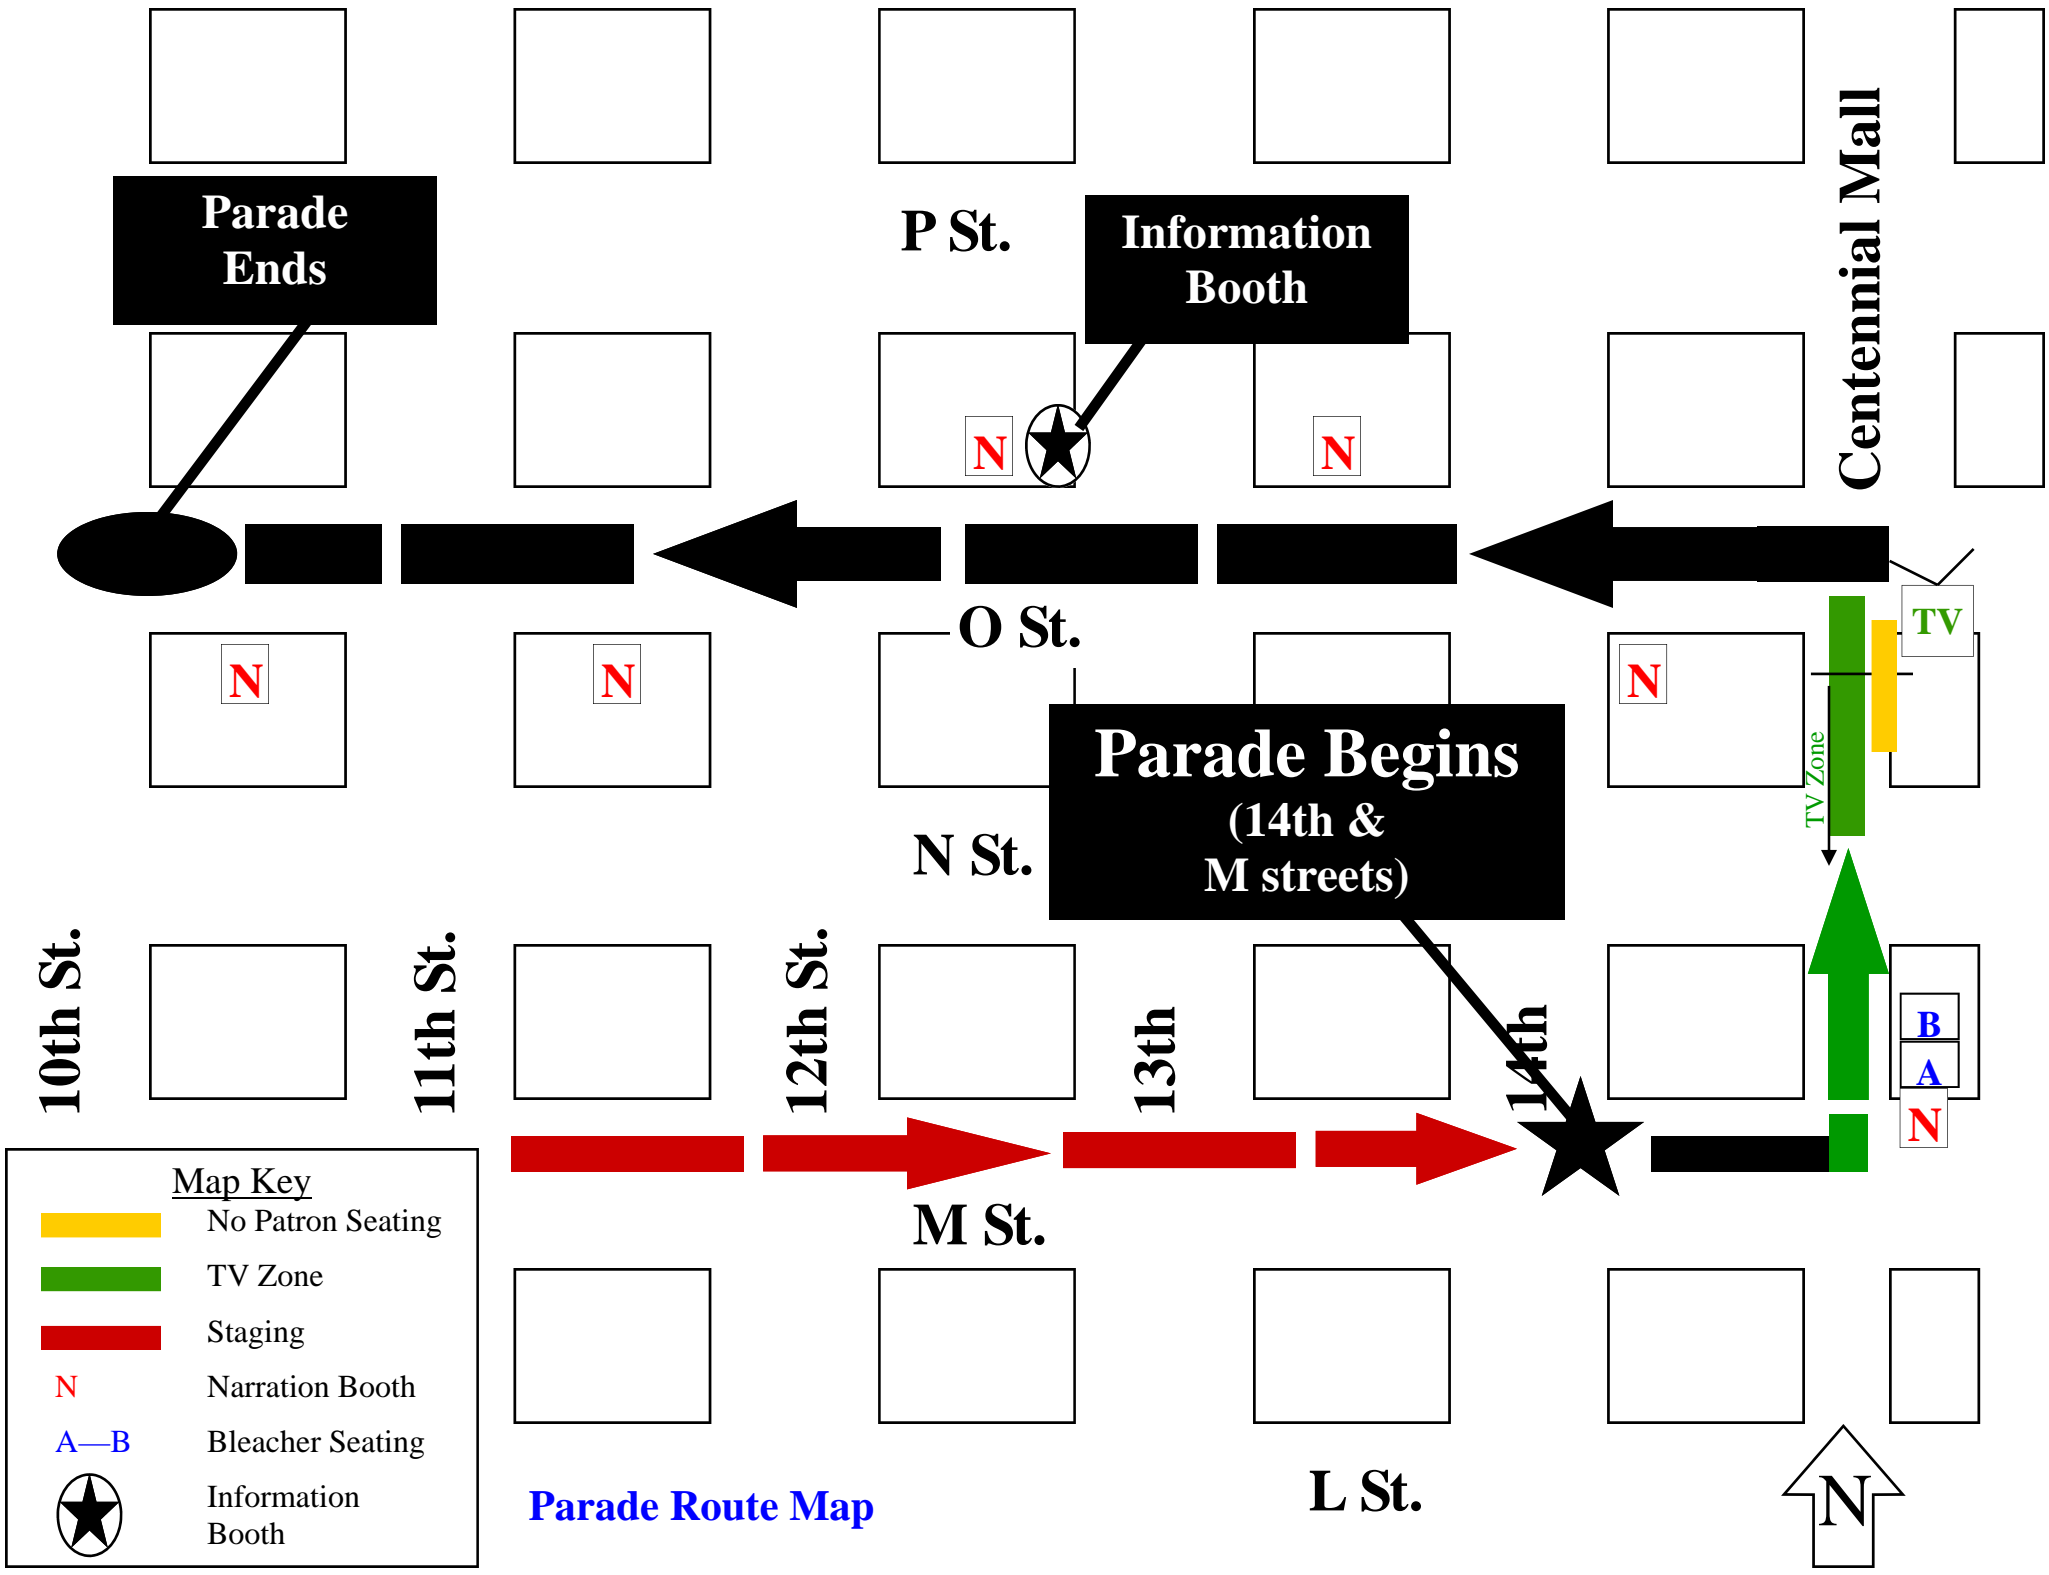 Centennial Mall
Parade
Ends
P St.
Information
Booth
N
N
O St.
TV
N
N
N
TV Zone
Parade Begins
(14th &
M streets)
N St.
10th St.
11th St.
12th St.
13th
14th
B
A
N
M St.
Map Key
No Patron Seating
TV Zone
Staging
N Narration Booth
A—B Bleacher Seating
Information
Booth
Parade Route Map
L St.
N